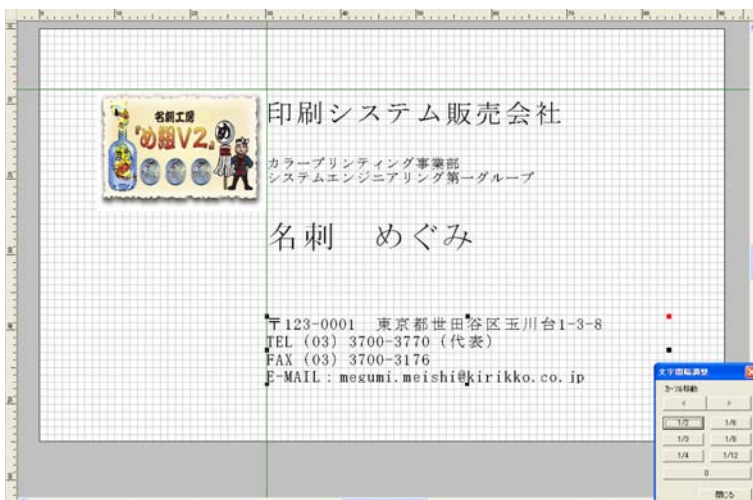 名刺工房
『め組V2』
め
印刷システム販売会社
カラープリンティング事業部
システムエンジニアリング第一グループ
名刺　めぐみ
〒123-0001　東京都世田谷区玉川台1-3-8
TEL (03) 3700-3770 (代表)
FAX (03) 3700-3176
E-MAIL : megumi.meishi@kirikko.co.jp
文字間隔調整
カーソル移動
1/2
1/6
1/3
1/8
1/4
1/12
0
閉じる